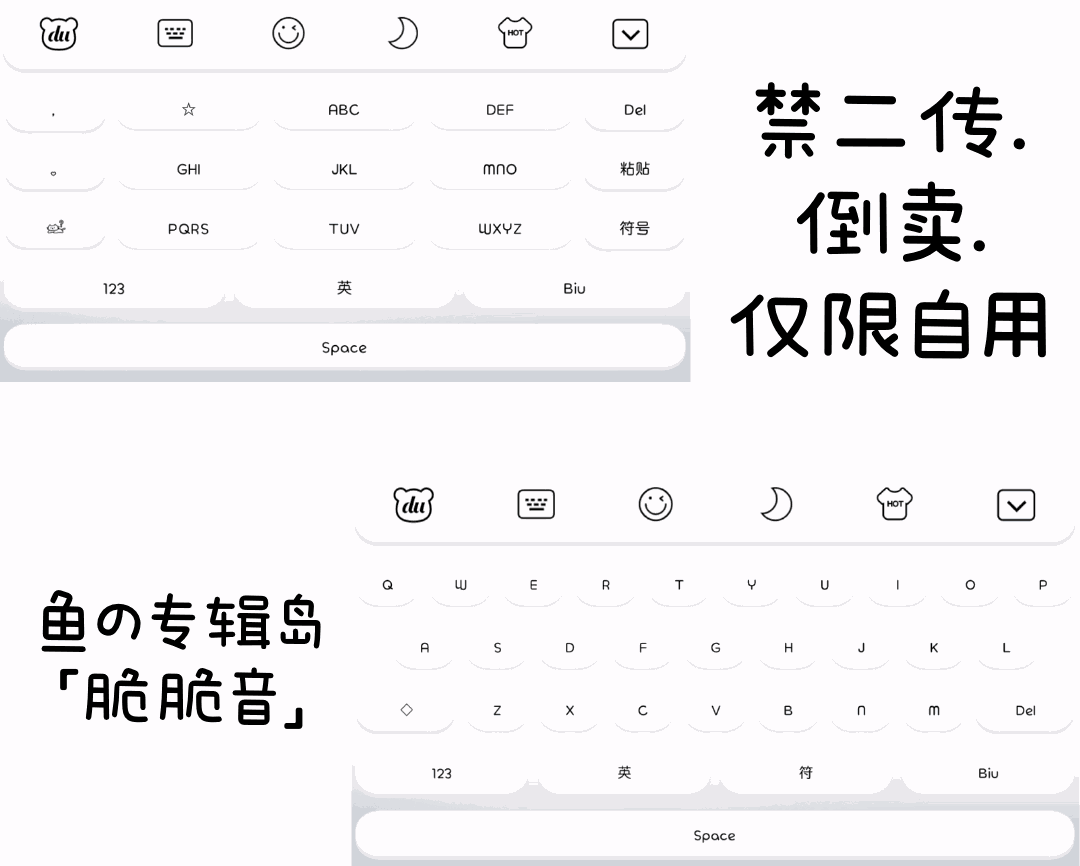 du HOT
, ☆ ABC DEF Del
。 GHI JKL MNO 粘贴
PQRS TUV WXYZ 符号
123 英 Biu
Space
禁二传.
倒卖.
仅限自用
鱼の专辑岛
「脆脆音」
du HOT
Q W E R T Y U I O P
A S D F G H J K L
◇ Z X C V B N M Del
123 英 符 Biu
Space